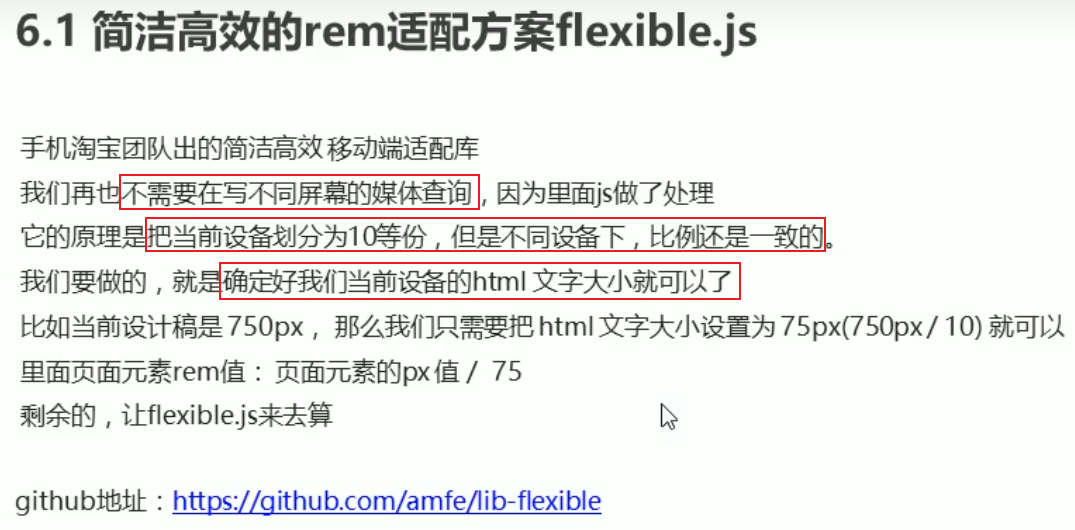 6.1 简洁高效的rem适配方案flexible.js
手机淘宝团队出的简洁高效 移动端适配库
我们再也不需要在写不同屏幕的媒体查询，因为里面js做了处理
它的原理是把当前设备划分为10等份，但是不同设备下，比例还是一致的。
我们要做的，就是确定好我们当前设备的html 文字大小就可以了
比如当前设计稿是 750px， 那么我们只需要把 html 文字大小设置为 75px(750px / 10) 就可以
里面页面元素rem值： 页面元素的px 值 / 75
剩余的，让flexible.js来去算
github地址：https://github.com/amfe/lib-flexible